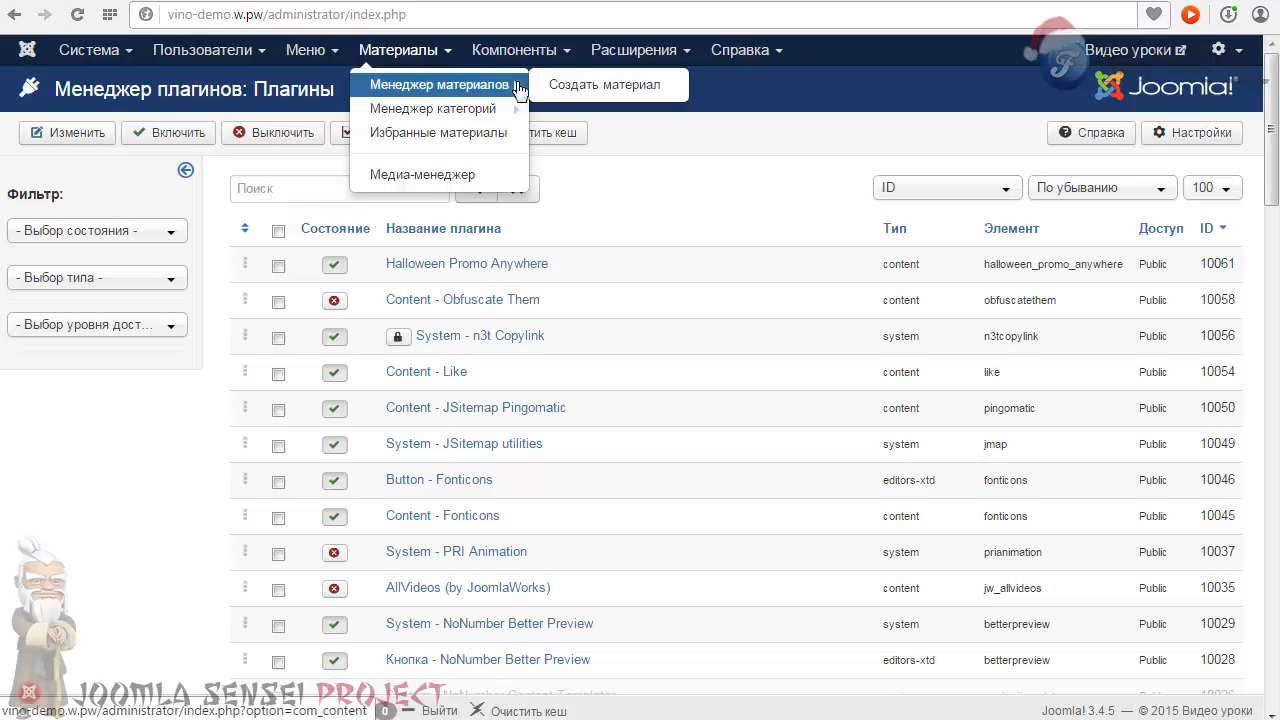 vino-demo.w.pw/administrator/index.php
Система Пользователи Меню Материалы Компоненты Расширения Справка Видео уроки
Менеджер плагинов: Плагины
Joomla!
Менеджер материалов
Создать материал
Менеджер категорий
Избранные материалы
Медиа-менеджер
Изменить Включить Выключить тить кеш Справка Настройки
Фильтр:
- Выбор состояния -
- Выбор типа -
- Выбор уровня дост...
Поиск ID По убыванию 100
Состояние Название плагина Тип Элемент Доступ ID
Halloween Promo Anywhere content halloween_promo_anywhere Public 10061
Content - Obfuscate Them content obfuscatethem Public 10058
System - n3t Copylink system n3tcopylink Public 10056
Content - Like content like Public 10054
Content - JSitemap Pingomatic content pingomatic Public 10050
System - JSitemap utilities system jmap Public 10049
Button - Fonticons editors-xtd fonticons Public 10046
Content - Fonticons content fonticons Public 10045
System - PRI Animation system prianimation Public 10037
AllVideos (by JoomlaWorks) content jw_allvideos Public 10035
System - NoNumber Better Preview system betterpreview Public 10029
Кнопка - NoNumber Better Preview editors-xtd betterpreview Public 10028
JOOMLA SENSEI PROJECT
vino-demo.w.pw/administrator/index.php?option=com_content 0 Выйти Очистить кеш Joomla! 3.4.5 — © 2015 Видео уроки